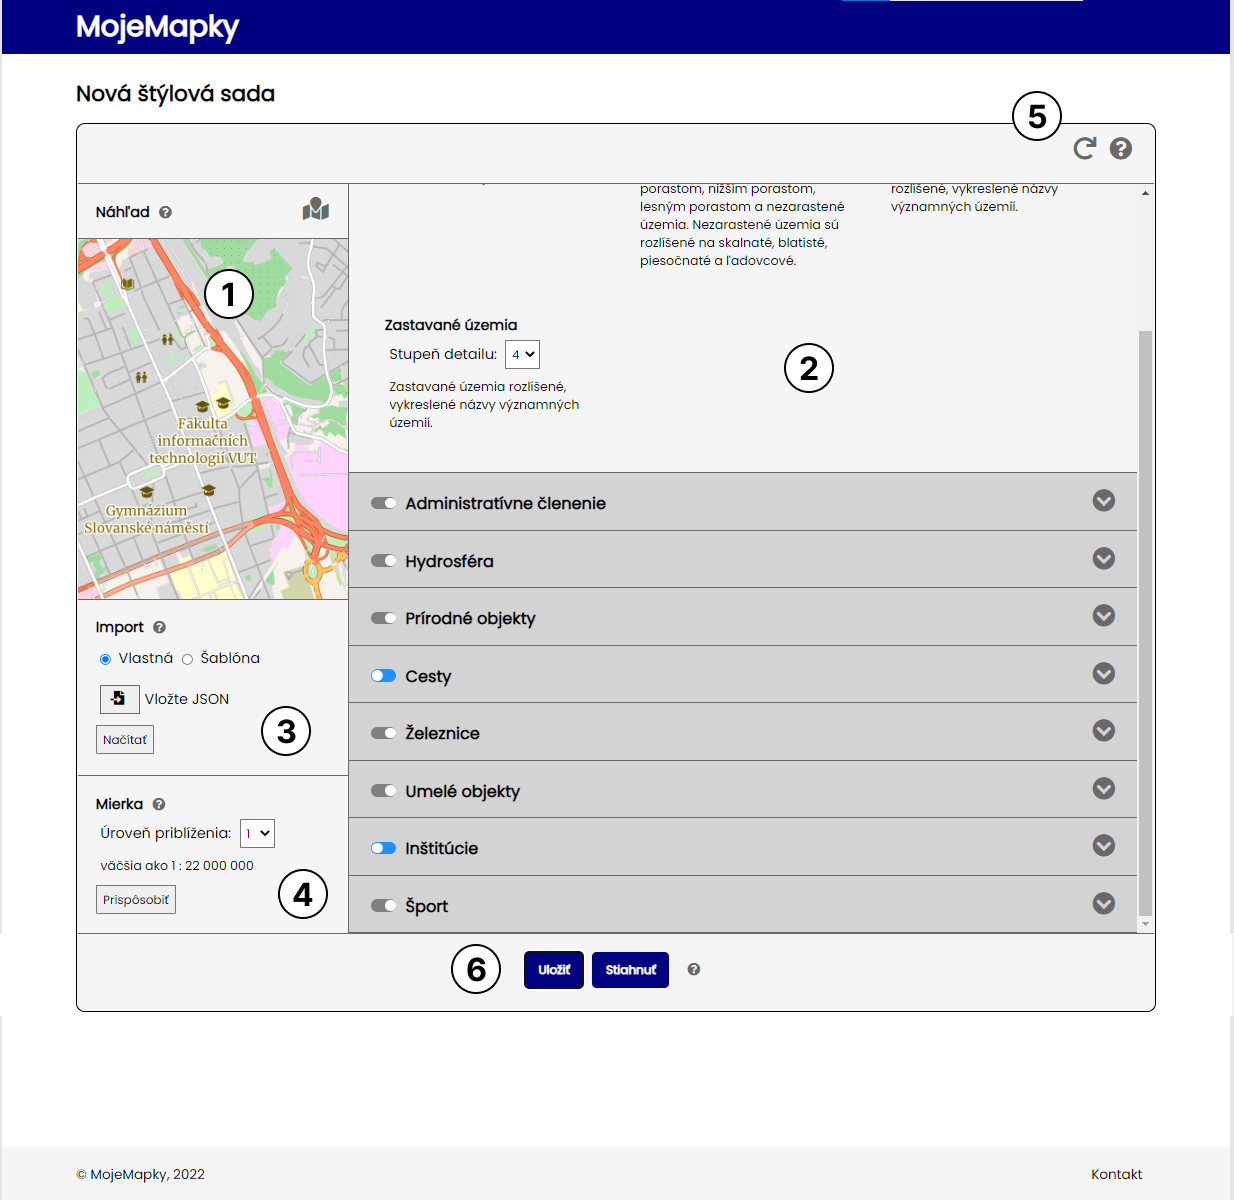 MojeMapky
Nová štýlová sada
5
Náhľad
1
Fakulta
informačních
technologií VUT
Gymnázium
Slovanské náměstí
porastom, nižším porastom,
lesným porastom a nezarastené
územia. Nezarastené územia sú
rozlíšené na skalnaté, blatisté,
piesočnaté a ľadovcové.
rozlíšené, vykreslené názvy
významných území.
Zastavané územia
Stupeň detailu: 4
Zastavané územia rozlíšené,
vykreslené názvy významných
území.
2
Administratívne členenie
Hydrosféra
Prírodné objekty
Cesty
Železnice
Umelé objekty
Inštitúcie
Šport
Import
Vlastná Šablóna
Vložte JSON
Načítať
3
Mierka
Úroveň priblíženia: 1
väčšia ako 1 : 22 000 000
Prispôsobiť
4
6
Uložiť Stiahnuť
© MojeMapky, 2022
Kontakt